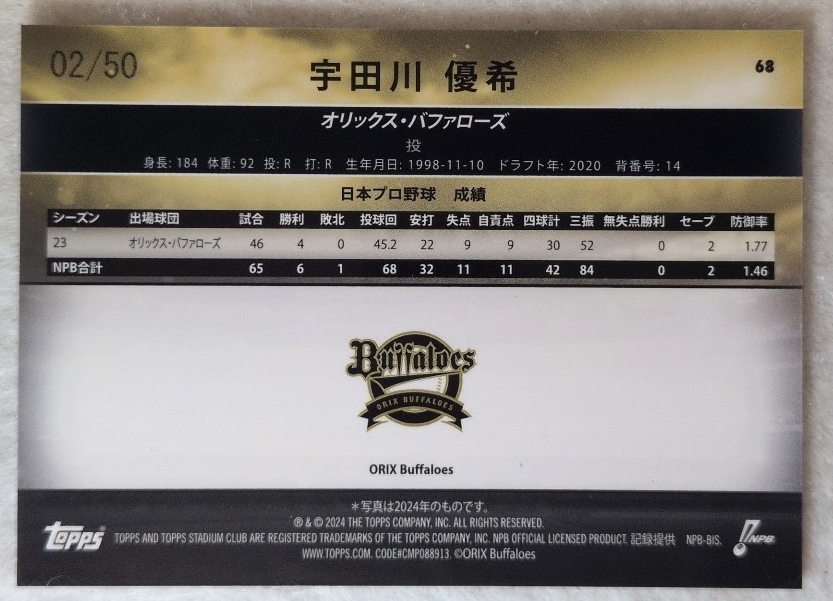 02/50
宇田川 優希
68
オリックス・バファローズ
投
身長: 184 体重: 92 投: R 打: R 生年月日: 1998-11-10 ドラフト年: 2020 背番号: 14
日本プロ野球 成績
シーズン 出場球団 試合 勝利 敗北 投球回 安打 失点 自責点 四球計 三振 無失点勝利 セーブ 防御率
23 オリックス・バファローズ 46 4 0 45.2 22 9 9 30 52 0 2 1.77
NPB合計 65 6 1 68 32 11 11 42 84 0 2 1.46
Buffaloes
ORIX BUFFALOES
ORIX Buffaloes
＊写真は2024年のものです。
® & © 2024 THE TOPPS COMPANY, INC. ALL RIGHTS RESERVED.
TOPPS AND TOPPS STADIUM CLUB ARE REGISTERED TRADEMARKS OF THE TOPPS COMPANY, INC. NPB OFFICIAL LICENSED PRODUCT. 記録提供 NPB-BIS.
WWW.TOPPS.COM. CODE#CMP088913. ©ORIX Buffaloes
TOPPS
NPB